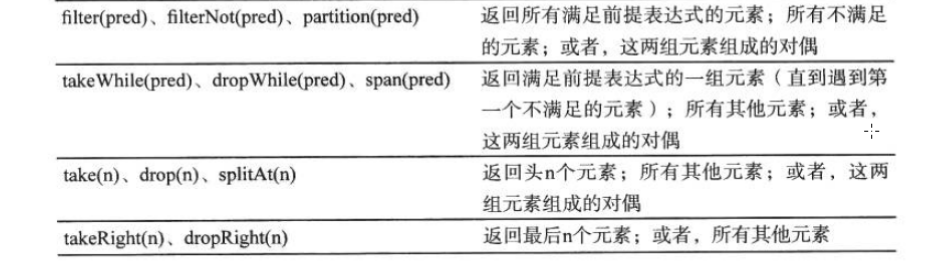 filter(pred)、filterNot(pred)、partition(pred) 返回所有满足前提表达式的元素；所有不满足
的元素；或者，这两组元素组成的对偶
takeWhile(pred)、dropWhile(pred)、span(pred) 返回满足前提表达式的一组元素（直到遇到第
一个不满足的元素）；所有其他元素；或者，
这两组元素组成的对偶
take(n)、drop(n)、splitAt(n) 返回头n个元素；所有其他元素；或者，这两
组元素组成的对偶
takeRight(n)、dropRight(n) 返回最后n个元素；或者，所有其他元素